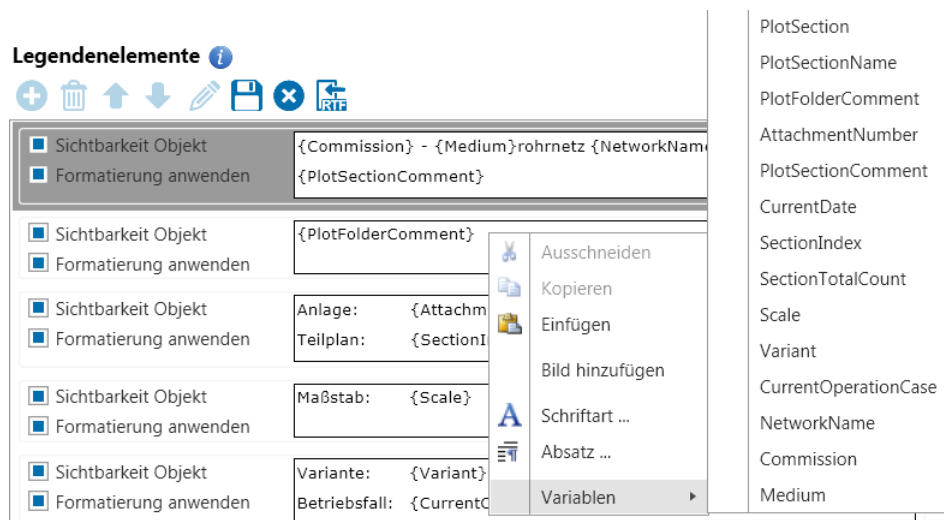 Legendenelemente
RTF
Sichtbarkeit Objekt
Formatierung anwenden
{Commission} - {Medium}rohrnetz {NetworkName
{PlotSectionComment}
Sichtbarkeit Objekt
Formatierung anwenden
{PlotFolderComment}
Sichtbarkeit Objekt
Formatierung anwenden
Anlage: {Attachm
Teilplan: {SectionI
Sichtbarkeit Objekt
Formatierung anwenden
Maßstab: {Scale}
Sichtbarkeit Objekt
Formatierung anwenden
Variante: {Variant}
Betriebsfall: {CurrentO
Ausschneiden
Kopieren
Einfügen
Bild hinzufügen
Schriftart ...
Absatz ...
Variablen
PlotSection
PlotSectionName
PlotFolderComment
AttachmentNumber
PlotSectionComment
CurrentDate
SectionIndex
SectionTotalCount
Scale
Variant
CurrentOperationCase
NetworkName
Commission
Medium